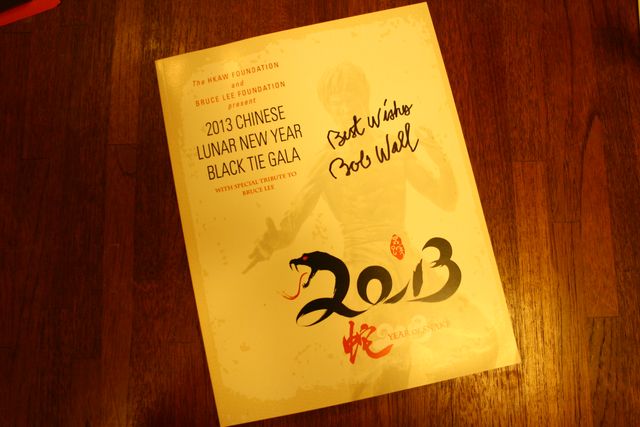 The HKAW FOUNDATION
and
BRUCE LEE FOUNDATION
present
2013 CHINESE
LUNAR NEW YEAR
BLACK TIE GALA
WITH SPECIAL TRIBUTE TO
BRUCE LEE
Best Wishes
Bob Wall
2013
蛇 YEAR OF SNAKE